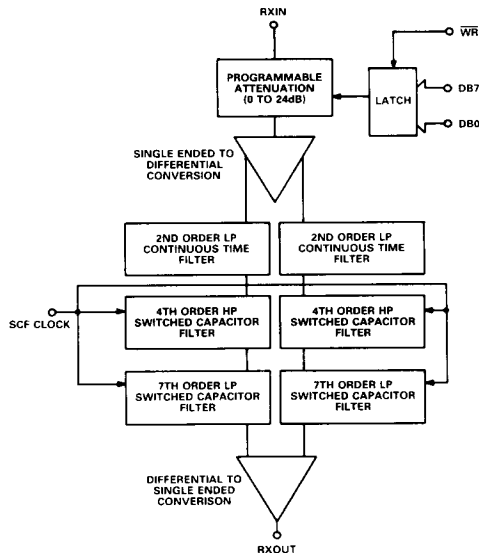 RXIN
WR
PROGRAMMABLE
ATTENUATION
(0 TO 24dB)
LATCH
DB7
DB0
SINGLE ENDED TO
DIFFERENTIAL
CONVERSION
2ND ORDER LP
CONTINUOUS TIME
FILTER
2ND ORDER LP
CONTINUOUS TIME
FILTER
SCF CLOCK
4TH ORDER HP
SWITCHED CAPACITOR
FILTER
4TH ORDER HP
SWITCHED CAPACITOR
FILTER
7TH ORDER LP
SWITCHED CAPACITOR
FILTER
7TH ORDER LP
SWITCHED CAPACITOR
FILTER
DIFFERENTIAL TO
SINGLE ENDED
CONVERISON
RXOUT